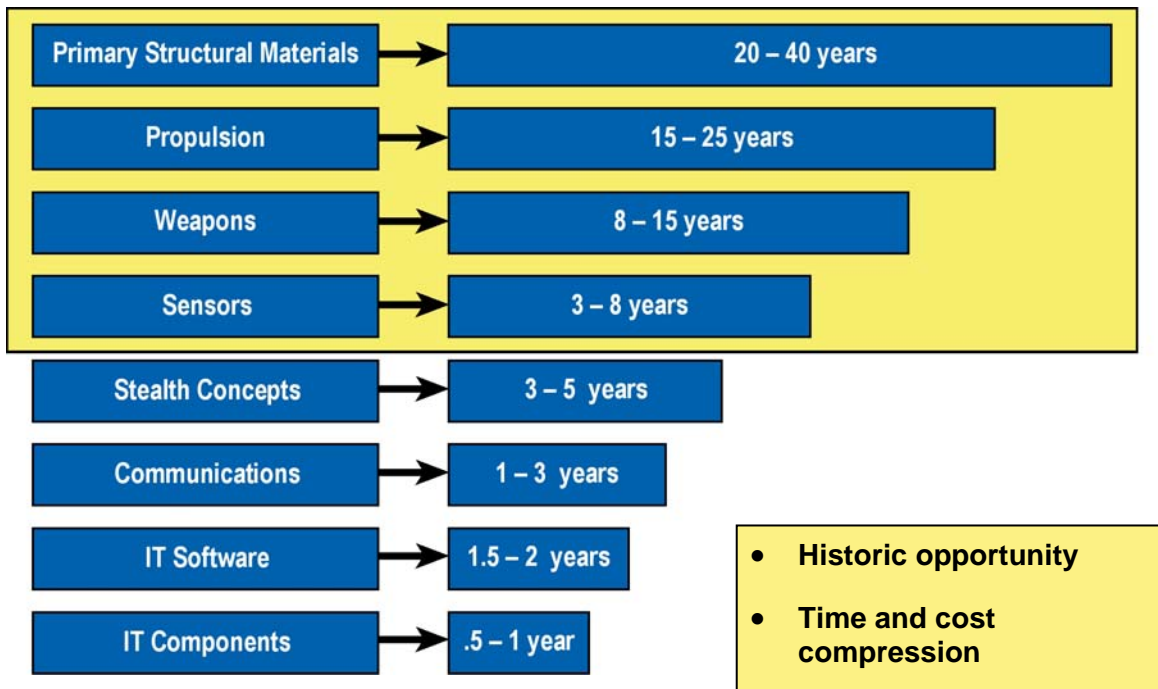 Primary Structural Materials
20 – 40 years
Propulsion
15 – 25 years
Weapons
8 – 15 years
Sensors
3 – 8 years
Stealth Concepts
3 – 5 years
Communications
1 – 3 years
IT Software
1.5 – 2 years
IT Components
.5 – 1 year
• Historic opportunity
• Time and cost
compression